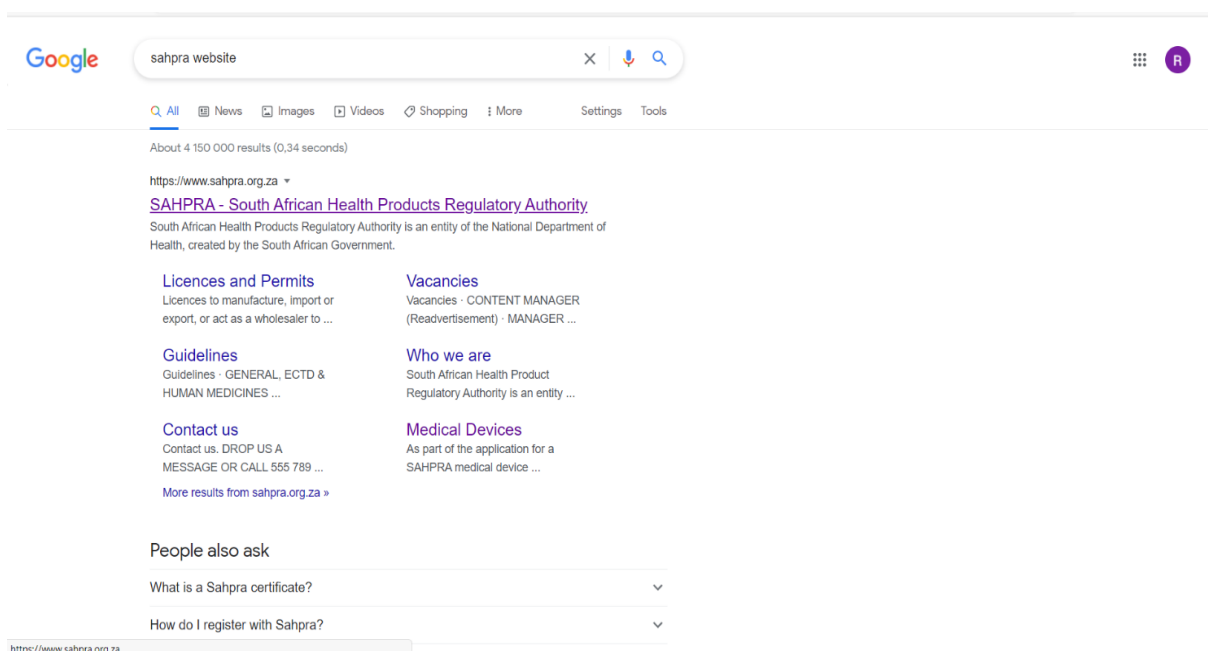 Google
sahpra website
R
All News Images Videos Shopping More Settings Tools
About 4 150 000 results (0,34 seconds)
https://www.sahpra.org.za
SAHPRA - South African Health Products Regulatory Authority
South African Health Products Regulatory Authority is an entity of the National Department of
Health, created by the South African Government.
Licences and Permits
Licences to manufacture, import or
export, or act as a wholesaler to ...
Vacancies
Vacancies · CONTENT MANAGER
(Readvertisement) · MANAGER ...
Guidelines
Guidelines · GENERAL, ECTD &
HUMAN MEDICINES ...
Who we are
South African Health Product
Regulatory Authority is an entity ...
Contact us
Contact us. DROP US A
MESSAGE OR CALL 555 789 ...
Medical Devices
As part of the application for a
SAHPRA medical device ...
More results from sahpra.org.za »
People also ask
What is a Sahpra certificate?
How do I register with Sahpra?
https://www.sahpra.org.za